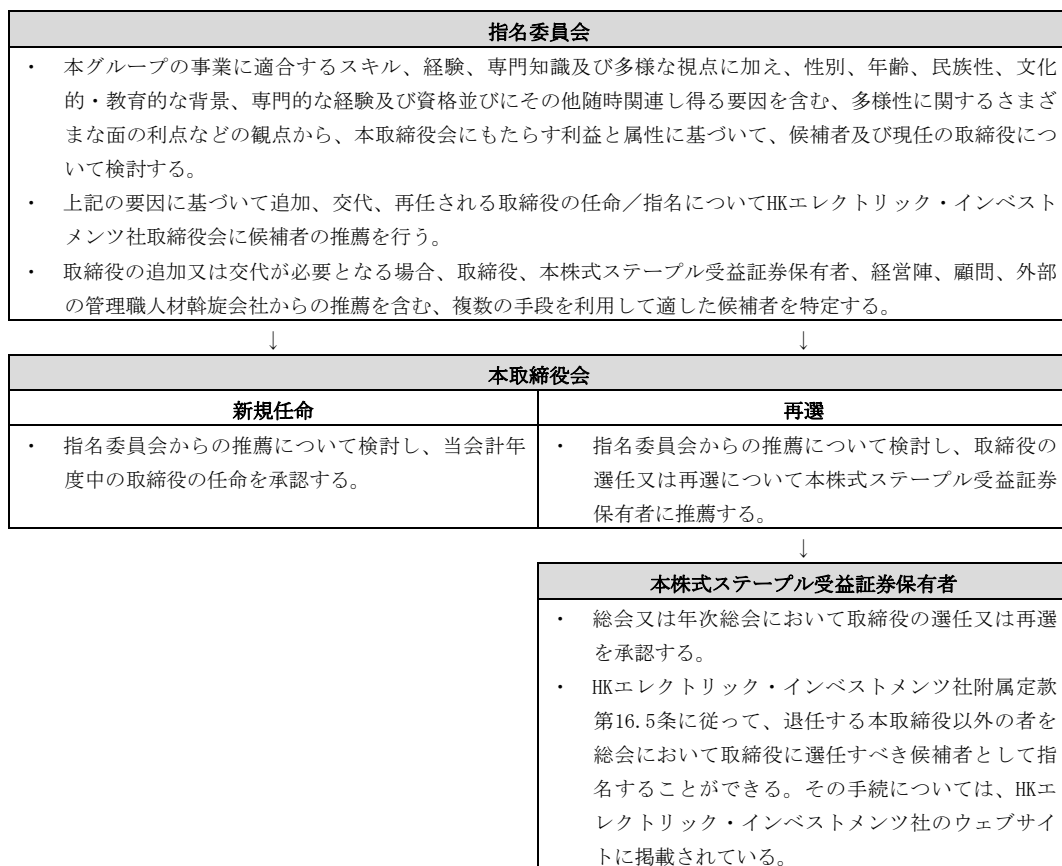 指名委員会
・ 本グループの事業に適合するスキル、経験、専門知識及び多様な視点に加え、性別、年齢、民族性、文化
的・教育的な背景、専門的な経験及び資格並びにその他随時関連し得る要因を含む、多様性に関するさまざ
まな面の利点などの観点から、本取締役会にもたらす利益と属性に基づいて、候補者及び現任の取締役につ
いて検討する。
・ 上記の要因に基づいて追加、交代、再任される取締役の任命／指名についてHKエレクトリック・インベスト
メンツ社取締役会に候補者の推薦を行う。
・ 取締役の追加又は交代が必要となる場合、取締役、本株式ステープル受益証券保有者、経営陣、顧問、外部
の管理職人材斡旋会社からの推薦を含む、複数の手段を利用して適した候補者を特定する。
↓ ↓
本取締役会
新規任命 再選
・ 指名委員会からの推薦について検討し、当会計年
度中の取締役の任命を承認する。
・ 指名委員会からの推薦について検討し、取締役の
選任又は再選について本株式ステープル受益証券
保有者に推薦する。
↓
本株式ステープル受益証券保有者
・ 総会又は年次総会において取締役の選任又は再選
を承認する。
・ HKエレクトリック・インベストメンツ社附属定款
第16.5条に従って、退任する本取締役以外の者を
総会において取締役に選任すべき候補者として指
名することができる。その手続については、HKエ
レクトリック・インベストメンツ社のウェブサイ
トに掲載されている。